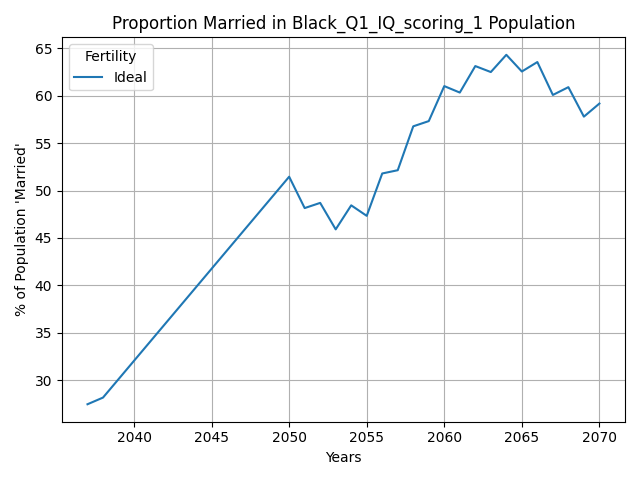 Proportion Married in Black_Q1_IQ_scoring_1 Population
Fertility
Ideal
% of Population 'Married'
65
60
55
50
45
40
35
30
2040 2045 2050 2055 2060 2065 2070
Years